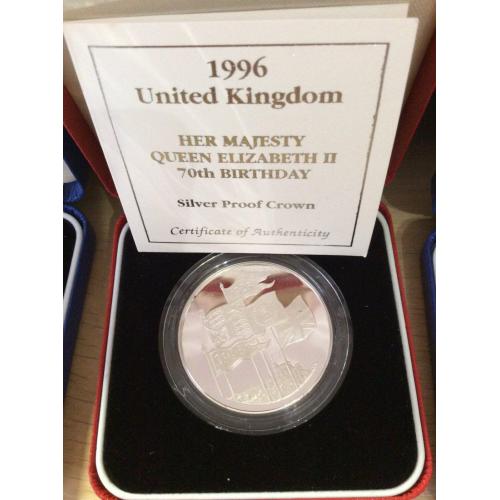 1996
United Kingdom
HER MAJESTY
QUEEN ELIZABETH II
70th BIRTHDAY
Silver Proof Crown
Certificate of Authenticity